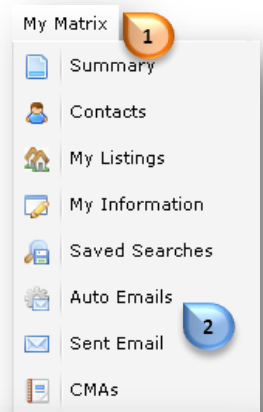 My Matrix
1
Summary
Contacts
My Listings
My Information
Saved Searches
Auto Emails
2
Sent Email
CMAs